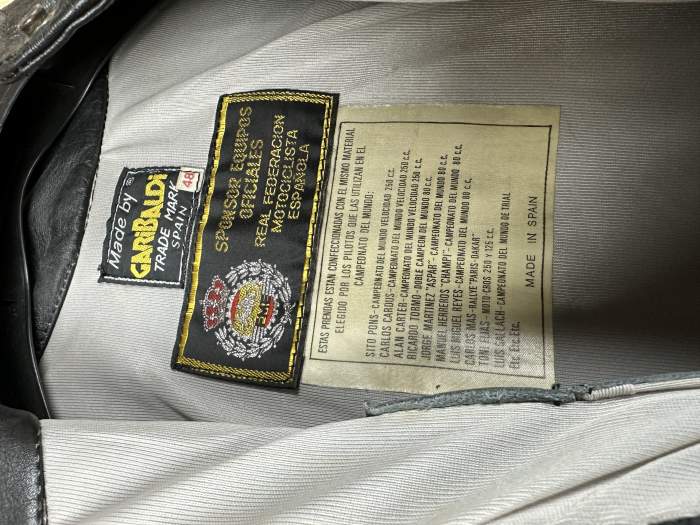 Made by ®
GARIBALDI
TRADE MARK
SPAIN
48
SPONSOR EQUIPOS
OFICIALES
REAL FEDERACION
MOTOCICLISTA
ESPAÑOLA
ESTAS PRENDAS ESTAN CONFECCIONADAS CON EL MISMO MATERIAL
ELEGIDO POR LOS PILOTOS QUE LAS UTILIZAN EN EL
CAMPEONATO DEL MUNDO:
SITO PONS-CAMPEONATO DEL MUNDO VELOCIDAD 250 c.c.
CARLOS CARDUS-CAMPEONATO DEL MUNDO VELOCIDAD 250 c.c.
ALAN CARTER-CAMPEONATO DEL MUNDO VELOCIDAD 250 c.c.
RICARDO TORMO-DOBLE CAMPEON DEL MUNDO 80 c.c.
JORGE MARTINEZ "ASPAR"-CAMPEONATO DEL MUNDO 80 c.c.
MANUEL HERREROS "CHAMPI"-CAMPEONATO DEL MUNDO 80 c.c.
LUIS MIGUEL REYES-CAMPEONATO DEL MUNDO 80 c.c.
CARLOS MAS-RALLYE "PARIS-DAKAR"
TONI ELIAS-MOTO-CROS 250 y 125 c.c.
LUIS GALLACH-CAMPEONATO DEL MUNDO DE TRIAL
Etc. Etc. Etc.
MADE IN SPAIN